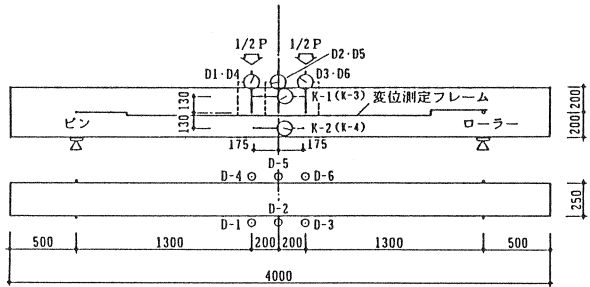 1/2 P 1/2 P
D2･D5
D1･D4 D3･D6
K-1(K-3) 変位測定フレーム
130
130
ピン K-2(K-4) ローラー
200
200
175 175
D-5
D-4 D-6
D-2
D-1 D-3
250
500 1300 200 200 1300 500
4000